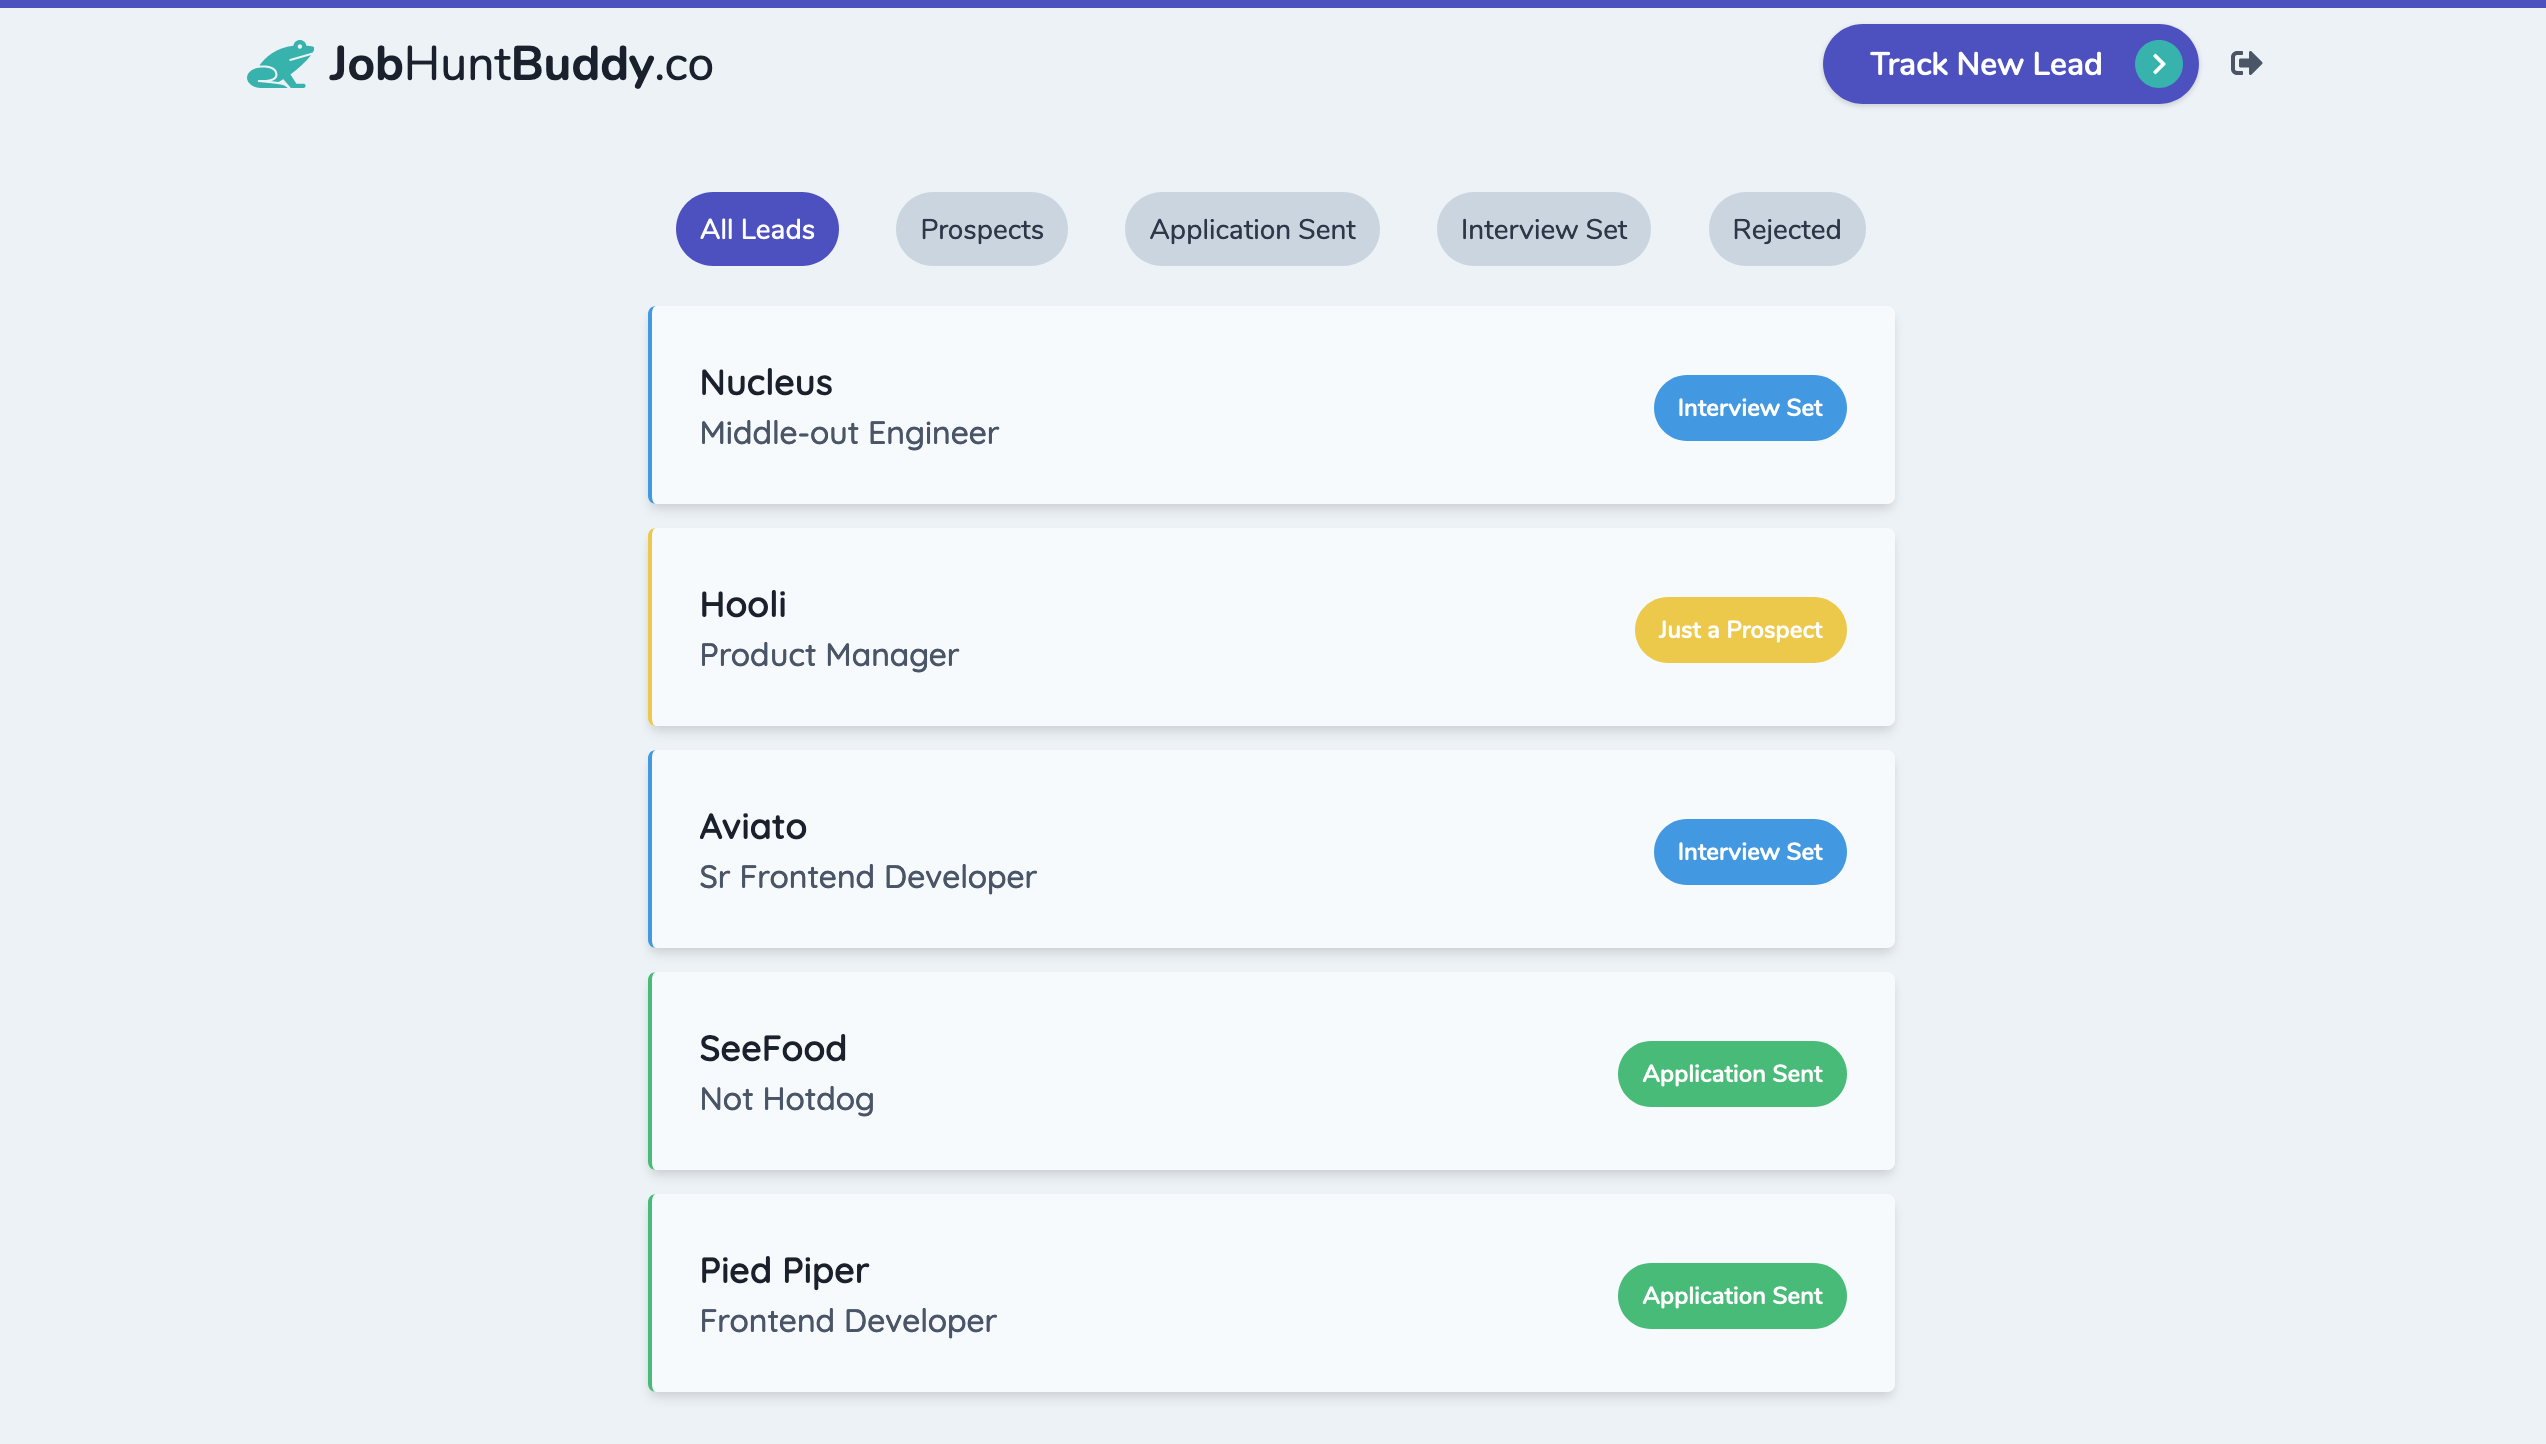 JobHuntBuddy.co
Track New Lead
All Leads Prospects Application Sent Interview Set Rejected
Nucleus
Middle-out Engineer
Interview Set
Hooli
Product Manager
Just a Prospect
Aviato
Sr Frontend Developer
Interview Set
SeeFood
Not Hotdog
Application Sent
Pied Piper
Frontend Developer
Application Sent